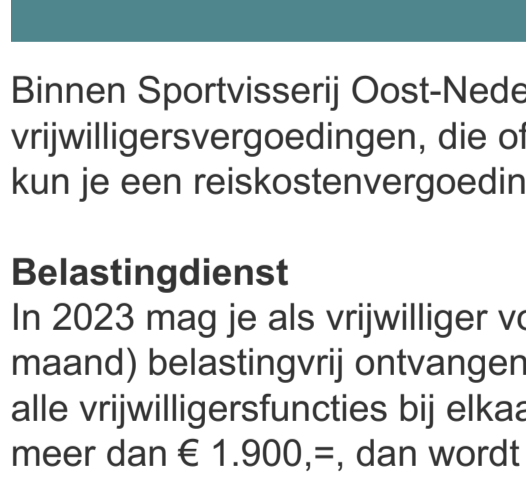 Binnen Sportvisserij Oost-Nede
vrijwilligersvergoedingen, die of
kun je een reiskostenvergoedin
Belastingdienst
In 2023 mag je als vrijwilliger vo
maand) belastingvrij ontvangen
alle vrijwilligersfuncties bij elkaa
meer dan € 1.900,=, dan wordt